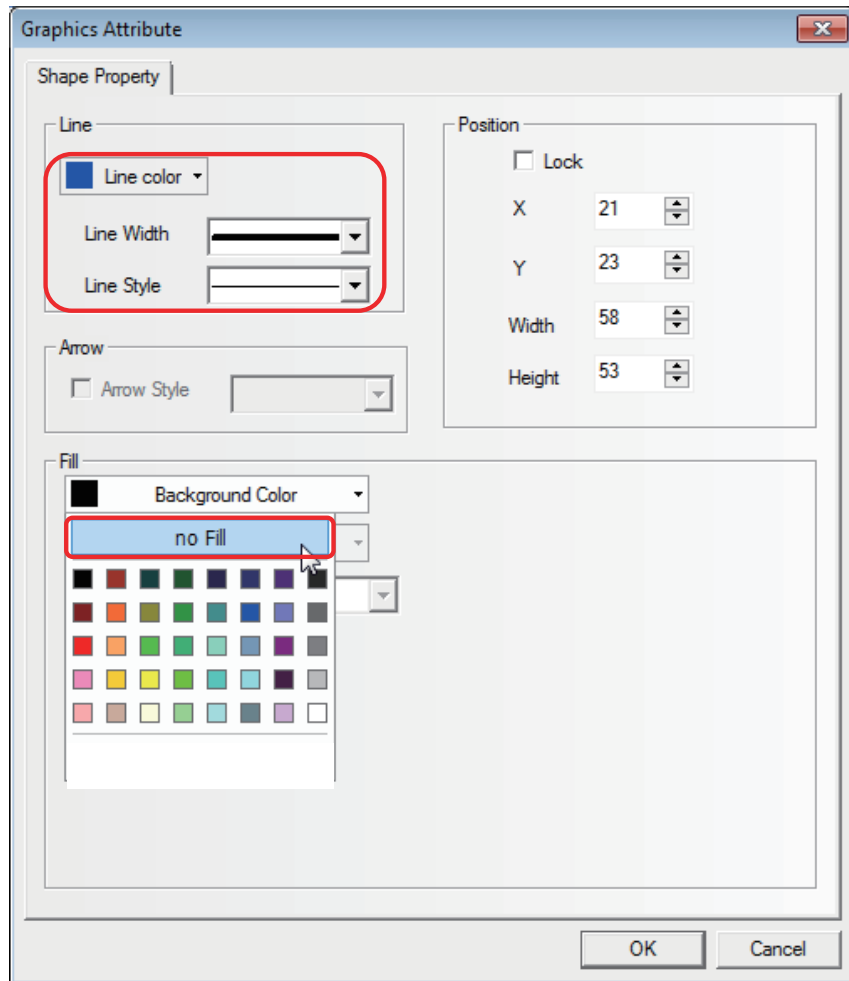 Graphics Attribute
Shape Property
Line
Line color
Line Width
Line Style
Arrow
Arrow Style
Position
Lock
X 21
Y 23
Width 58
Height 53
Fill
Background Color
no Fill
OK Cancel